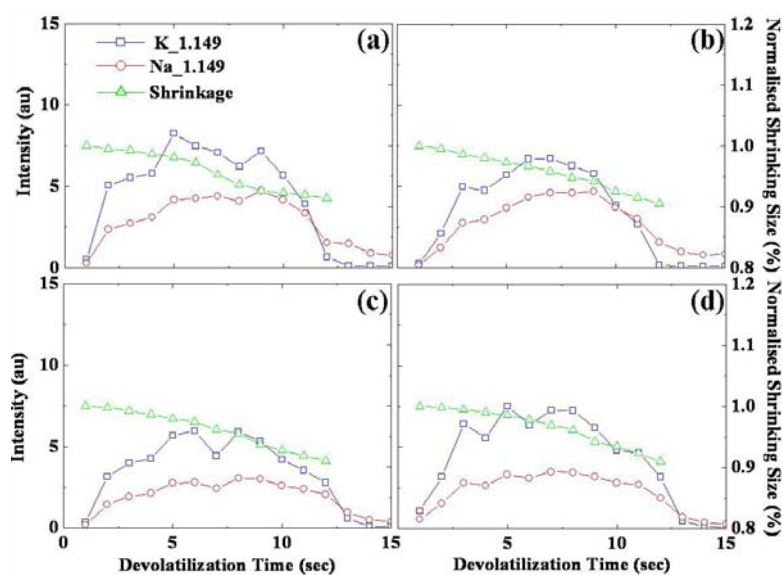 15
10
5
0
Intensity (au)
K_1.149
Na_1.149
Shrinkage
(a)
(b)
1.2
1.1
1.0
0.9
0.8
Normalised Shrinking Size (%)
15
10
5
0
Intensity (au)
(c)
(d)
1.2
1.1
1.0
0.9
0.8
Normalised Shrinking Size (%)
0 5 10 15 5 10 15
Devolatilization Time (sec) Devolatilization Time (sec)